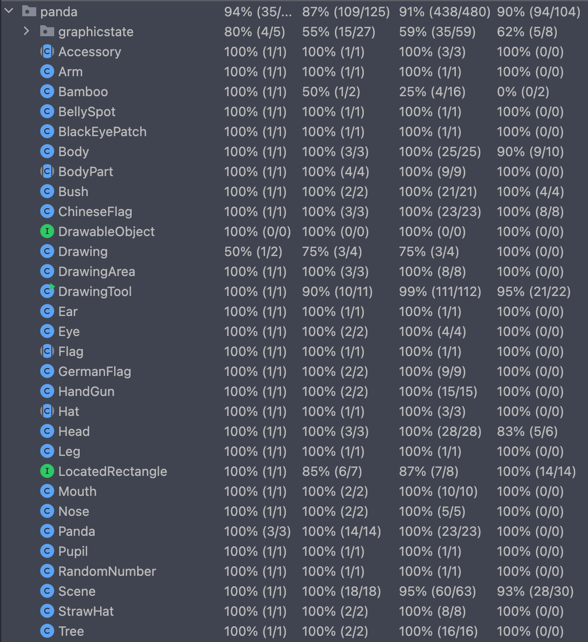 panda 94% (35/... 87% (109/125) 91% (438/480) 90% (94/104)
graphicstate 80% (4/5) 55% (15/27) 59% (35/59) 62% (5/8)
Accessory 100% (1/1) 100% (1/1) 100% (3/3) 100% (0/0)
Arm 100% (1/1) 100% (1/1) 100% (1/1) 100% (0/0)
Bamboo 100% (1/1) 50% (1/2) 25% (4/16) 0% (0/2)
BellySpot 100% (1/1) 100% (1/1) 100% (1/1) 100% (0/0)
BlackEyePatch 100% (1/1) 100% (1/1) 100% (1/1) 100% (0/0)
Body 100% (1/1) 100% (3/3) 100% (25/25) 90% (9/10)
BodyPart 100% (1/1) 100% (4/4) 100% (9/9) 100% (0/0)
Bush 100% (1/1) 100% (2/2) 100% (21/21) 100% (4/4)
ChineseFlag 100% (1/1) 100% (3/3) 100% (23/23) 100% (8/8)
DrawableObject 100% (0/0) 100% (0/0) 100% (0/0) 100% (0/0)
Drawing 50% (1/2) 75% (3/4) 75% (3/4) 100% (0/0)
DrawingArea 100% (1/1) 100% (3/3) 100% (8/8) 100% (0/0)
DrawingTool 100% (1/1) 90% (10/11) 99% (111/112) 95% (21/22)
Ear 100% (1/1) 100% (1/1) 100% (1/1) 100% (0/0)
Eye 100% (1/1) 100% (2/2) 100% (4/4) 100% (0/0)
Flag 100% (1/1) 100% (1/1) 100% (1/1) 100% (0/0)
GermanFlag 100% (1/1) 100% (2/2) 100% (9/9) 100% (0/0)
HandGun 100% (1/1) 100% (2/2) 100% (15/15) 100% (0/0)
Hat 100% (1/1) 100% (1/1) 100% (3/3) 100% (0/0)
Head 100% (1/1) 100% (3/3) 100% (28/28) 83% (5/6)
Leg 100% (1/1) 100% (1/1) 100% (1/1) 100% (0/0)
LocatedRectangle 100% (1/1) 85% (6/7) 87% (7/8) 100% (14/14)
Mouth 100% (1/1) 100% (2/2) 100% (10/10) 100% (0/0)
Nose 100% (1/1) 100% (2/2) 100% (5/5) 100% (0/0)
Panda 100% (3/3) 100% (14/14) 100% (23/23) 100% (0/0)
Pupil 100% (1/1) 100% (1/1) 100% (1/1) 100% (0/0)
RandomNumber 100% (1/1) 100% (1/1) 100% (1/1) 100% (0/0)
Scene 100% (1/1) 100% (18/18) 95% (60/63) 93% (28/30)
StrawHat 100% (1/1) 100% (2/2) 100% (8/8) 100% (0/0)
Tree 100% (1/1) 100% (2/2) 100% (16/16) 100% (0/0)